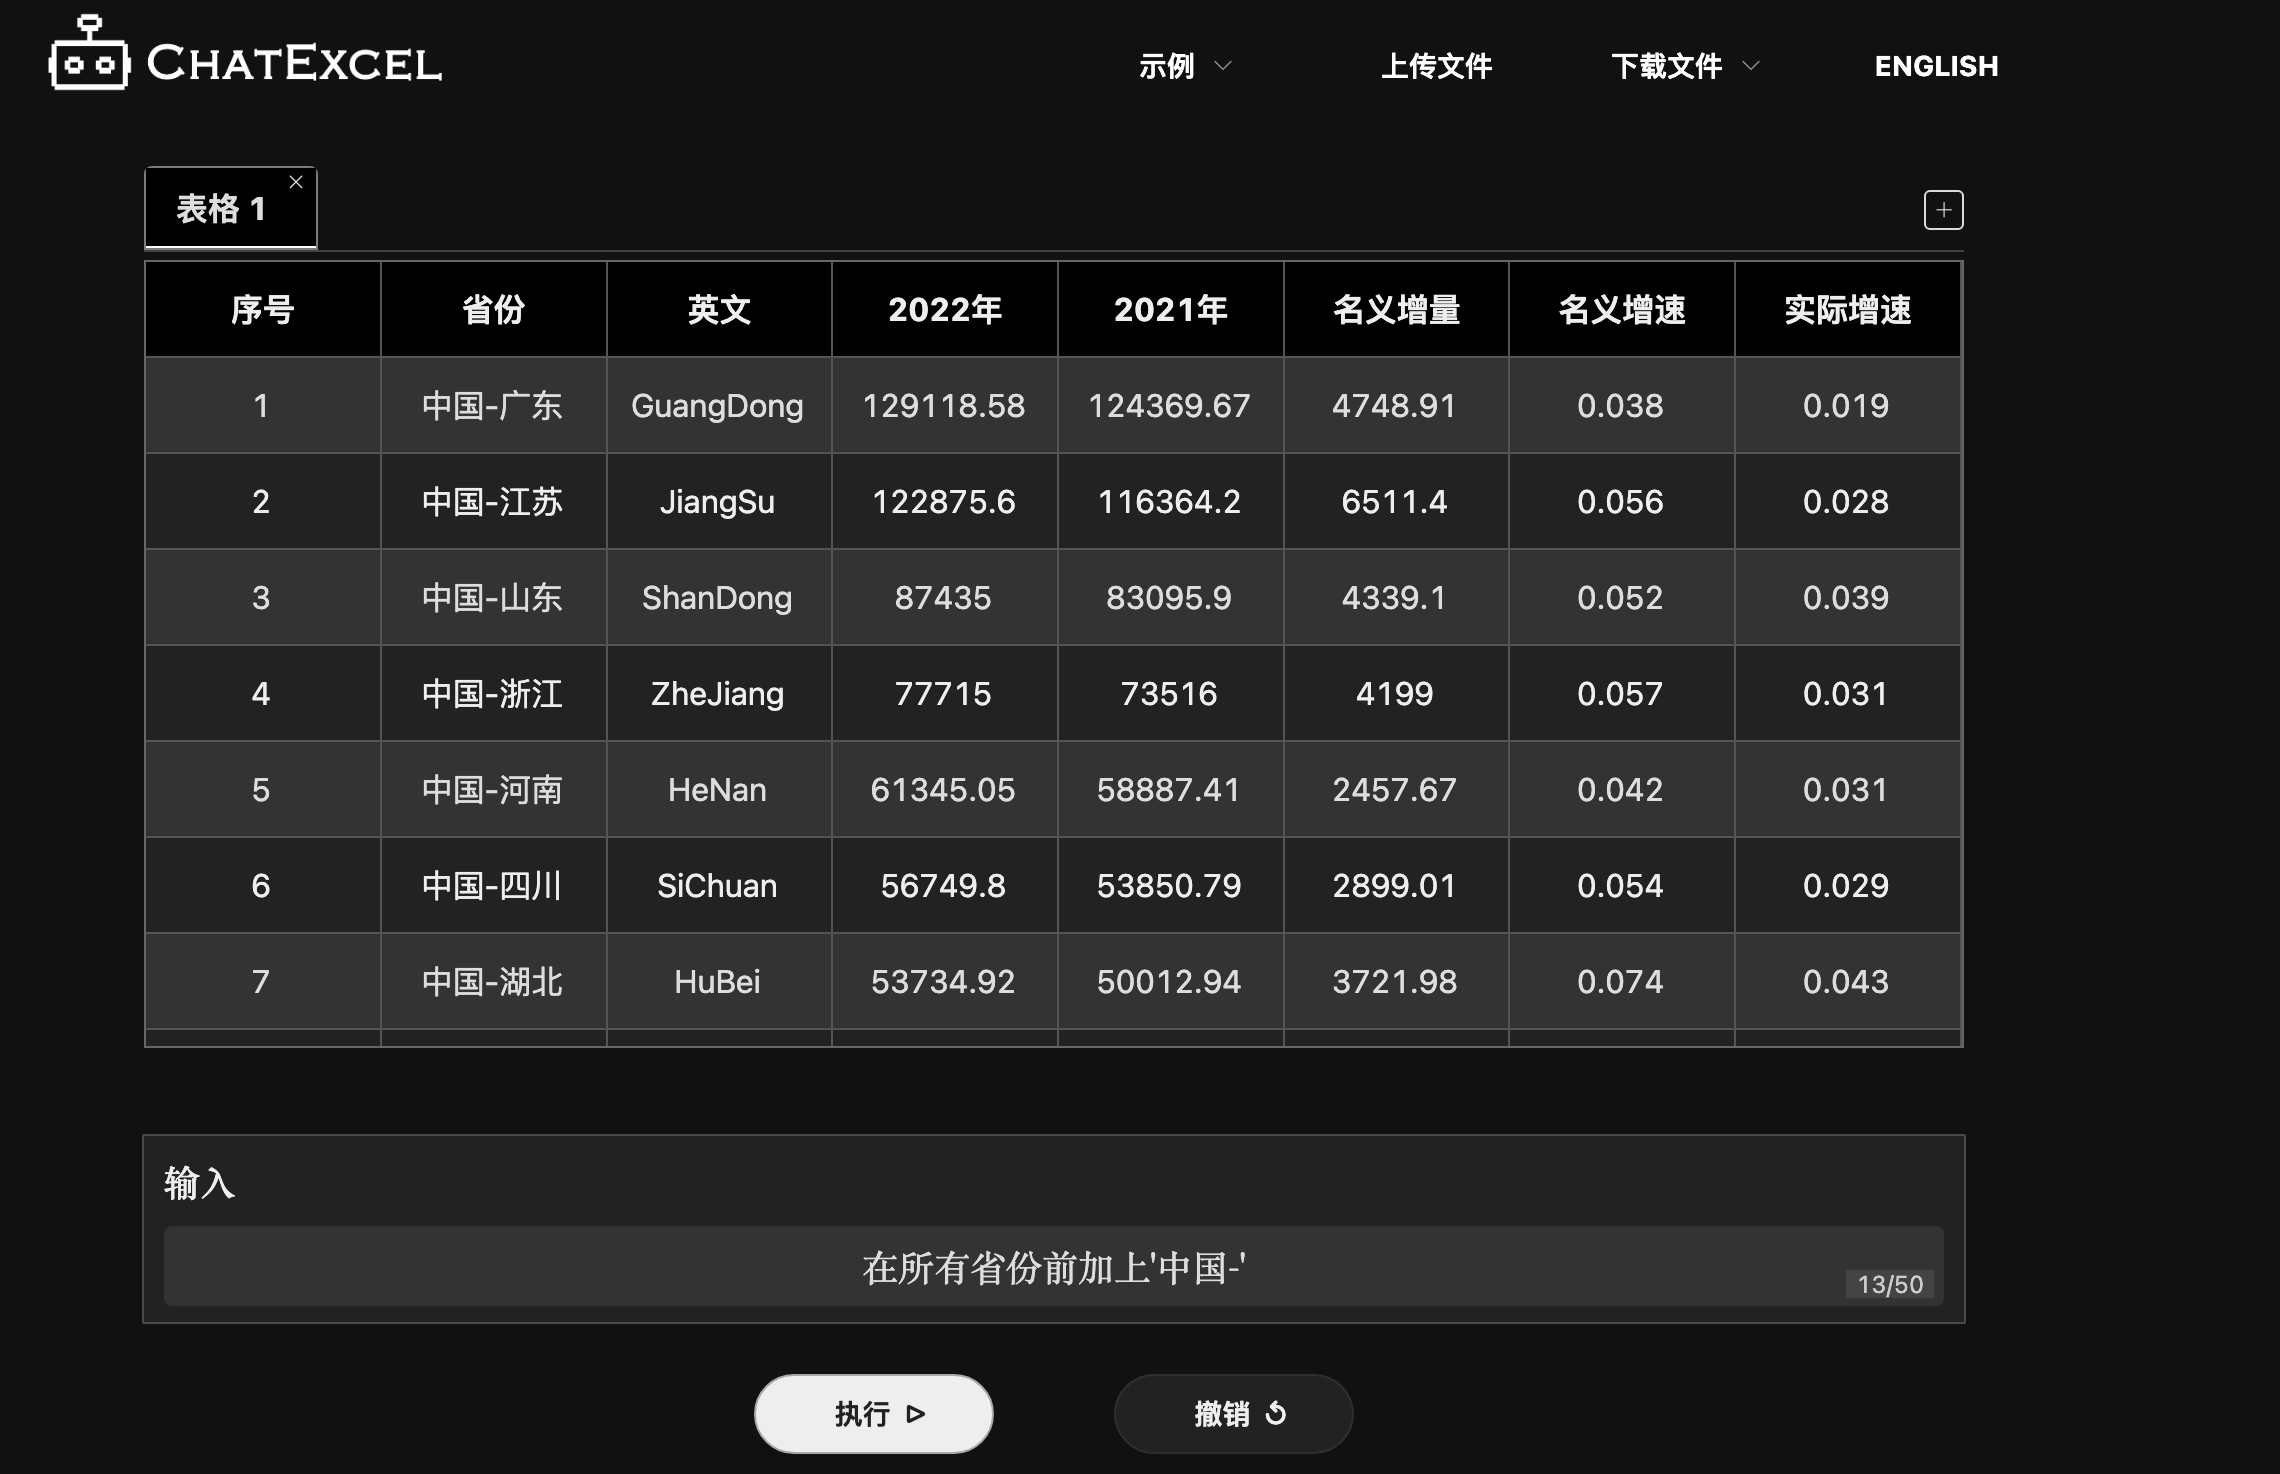 CHATEXCEL
示例 上传文件 下载文件 ENGLISH
表格 1
序号 省份 英文 2022年 2021年 名义增量 名义增速 实际增速
1 中国-广东 GuangDong 129118.58 124369.67 4748.91 0.038 0.019
2 中国-江苏 JiangSu 122875.6 116364.2 6511.4 0.056 0.028
3 中国-山东 ShanDong 87435 83095.9 4339.1 0.052 0.039
4 中国-浙江 ZheJiang 77715 73516 4199 0.057 0.031
5 中国-河南 HeNan 61345.05 58887.41 2457.67 0.042 0.031
6 中国-四川 SiChuan 56749.8 53850.79 2899.01 0.054 0.029
7 中国-湖北 HuBei 53734.92 50012.94 3721.98 0.074 0.043
输入
在所有省份前加上'中国-'
13/50
执行 撤销